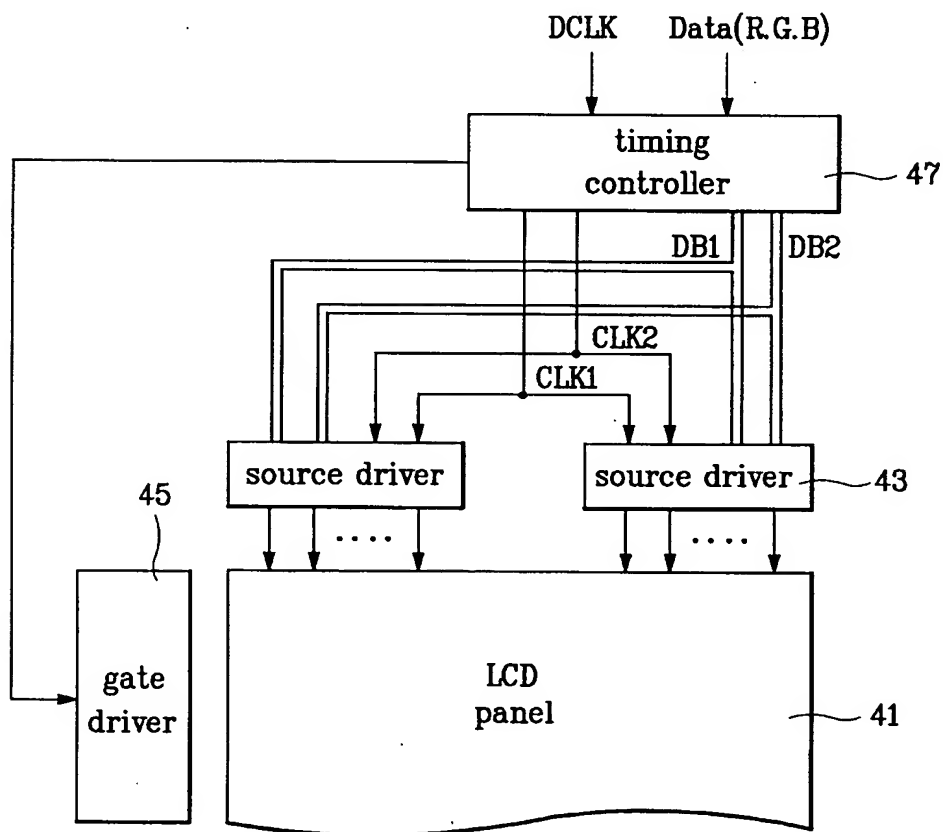 DCLK
Data(R.G.B)
timing
controller
47
DB1
DB2
CLK2
CLK1
source driver
source driver
43
45
....
....
gate
driver
LCD
panel
41